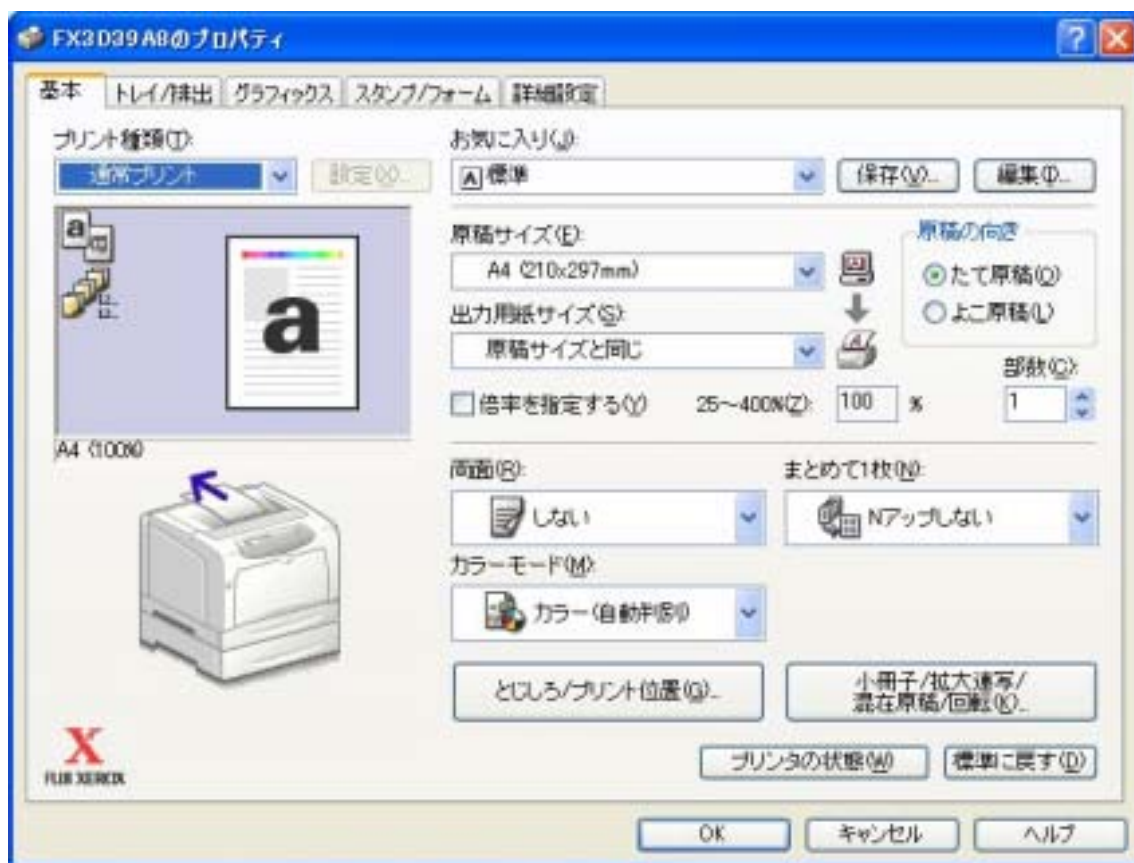 FX3D39A8のプロパティ
基本 トレイ/排出 グラフィックス スタンプ/フォーム 詳細設定
プリント種類(T):
通常プリント 設定(X)...
お気に入り(J):
標準 保存(V)... 編集(I)...
原稿サイズ(E):
A4 (210x297mm)
出力用紙サイズ(S):
原稿サイズと同じ
原稿の向き
たて原稿(O)
よこ原稿(L)
倍率を指定する(Y) 25～400%(Z): 100 %
部数(C):
1
a
A4 (100%)
両面(R):
しない
まとめて1枚(N):
Nアップしない
カラーモード(M):
カラー(自動判別)
とじしろ/プリント位置(G)...
小冊子/拡大連写/
混在原稿/回転(K)...
X
FUJI XEROX
プリンタの状態(W) 標準に戻す(D)
OK キャンセル ヘルプ